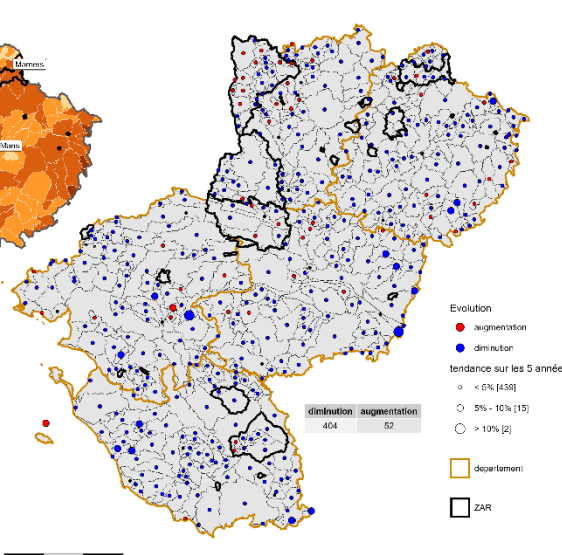 Mamers
Mans
Evolution
augmentation
diminution
tendance sur les 5 année
< 5% [439]
5% - 10% [15]
> 10% [2]
diminution augmentation
404 52
departement
ZAR